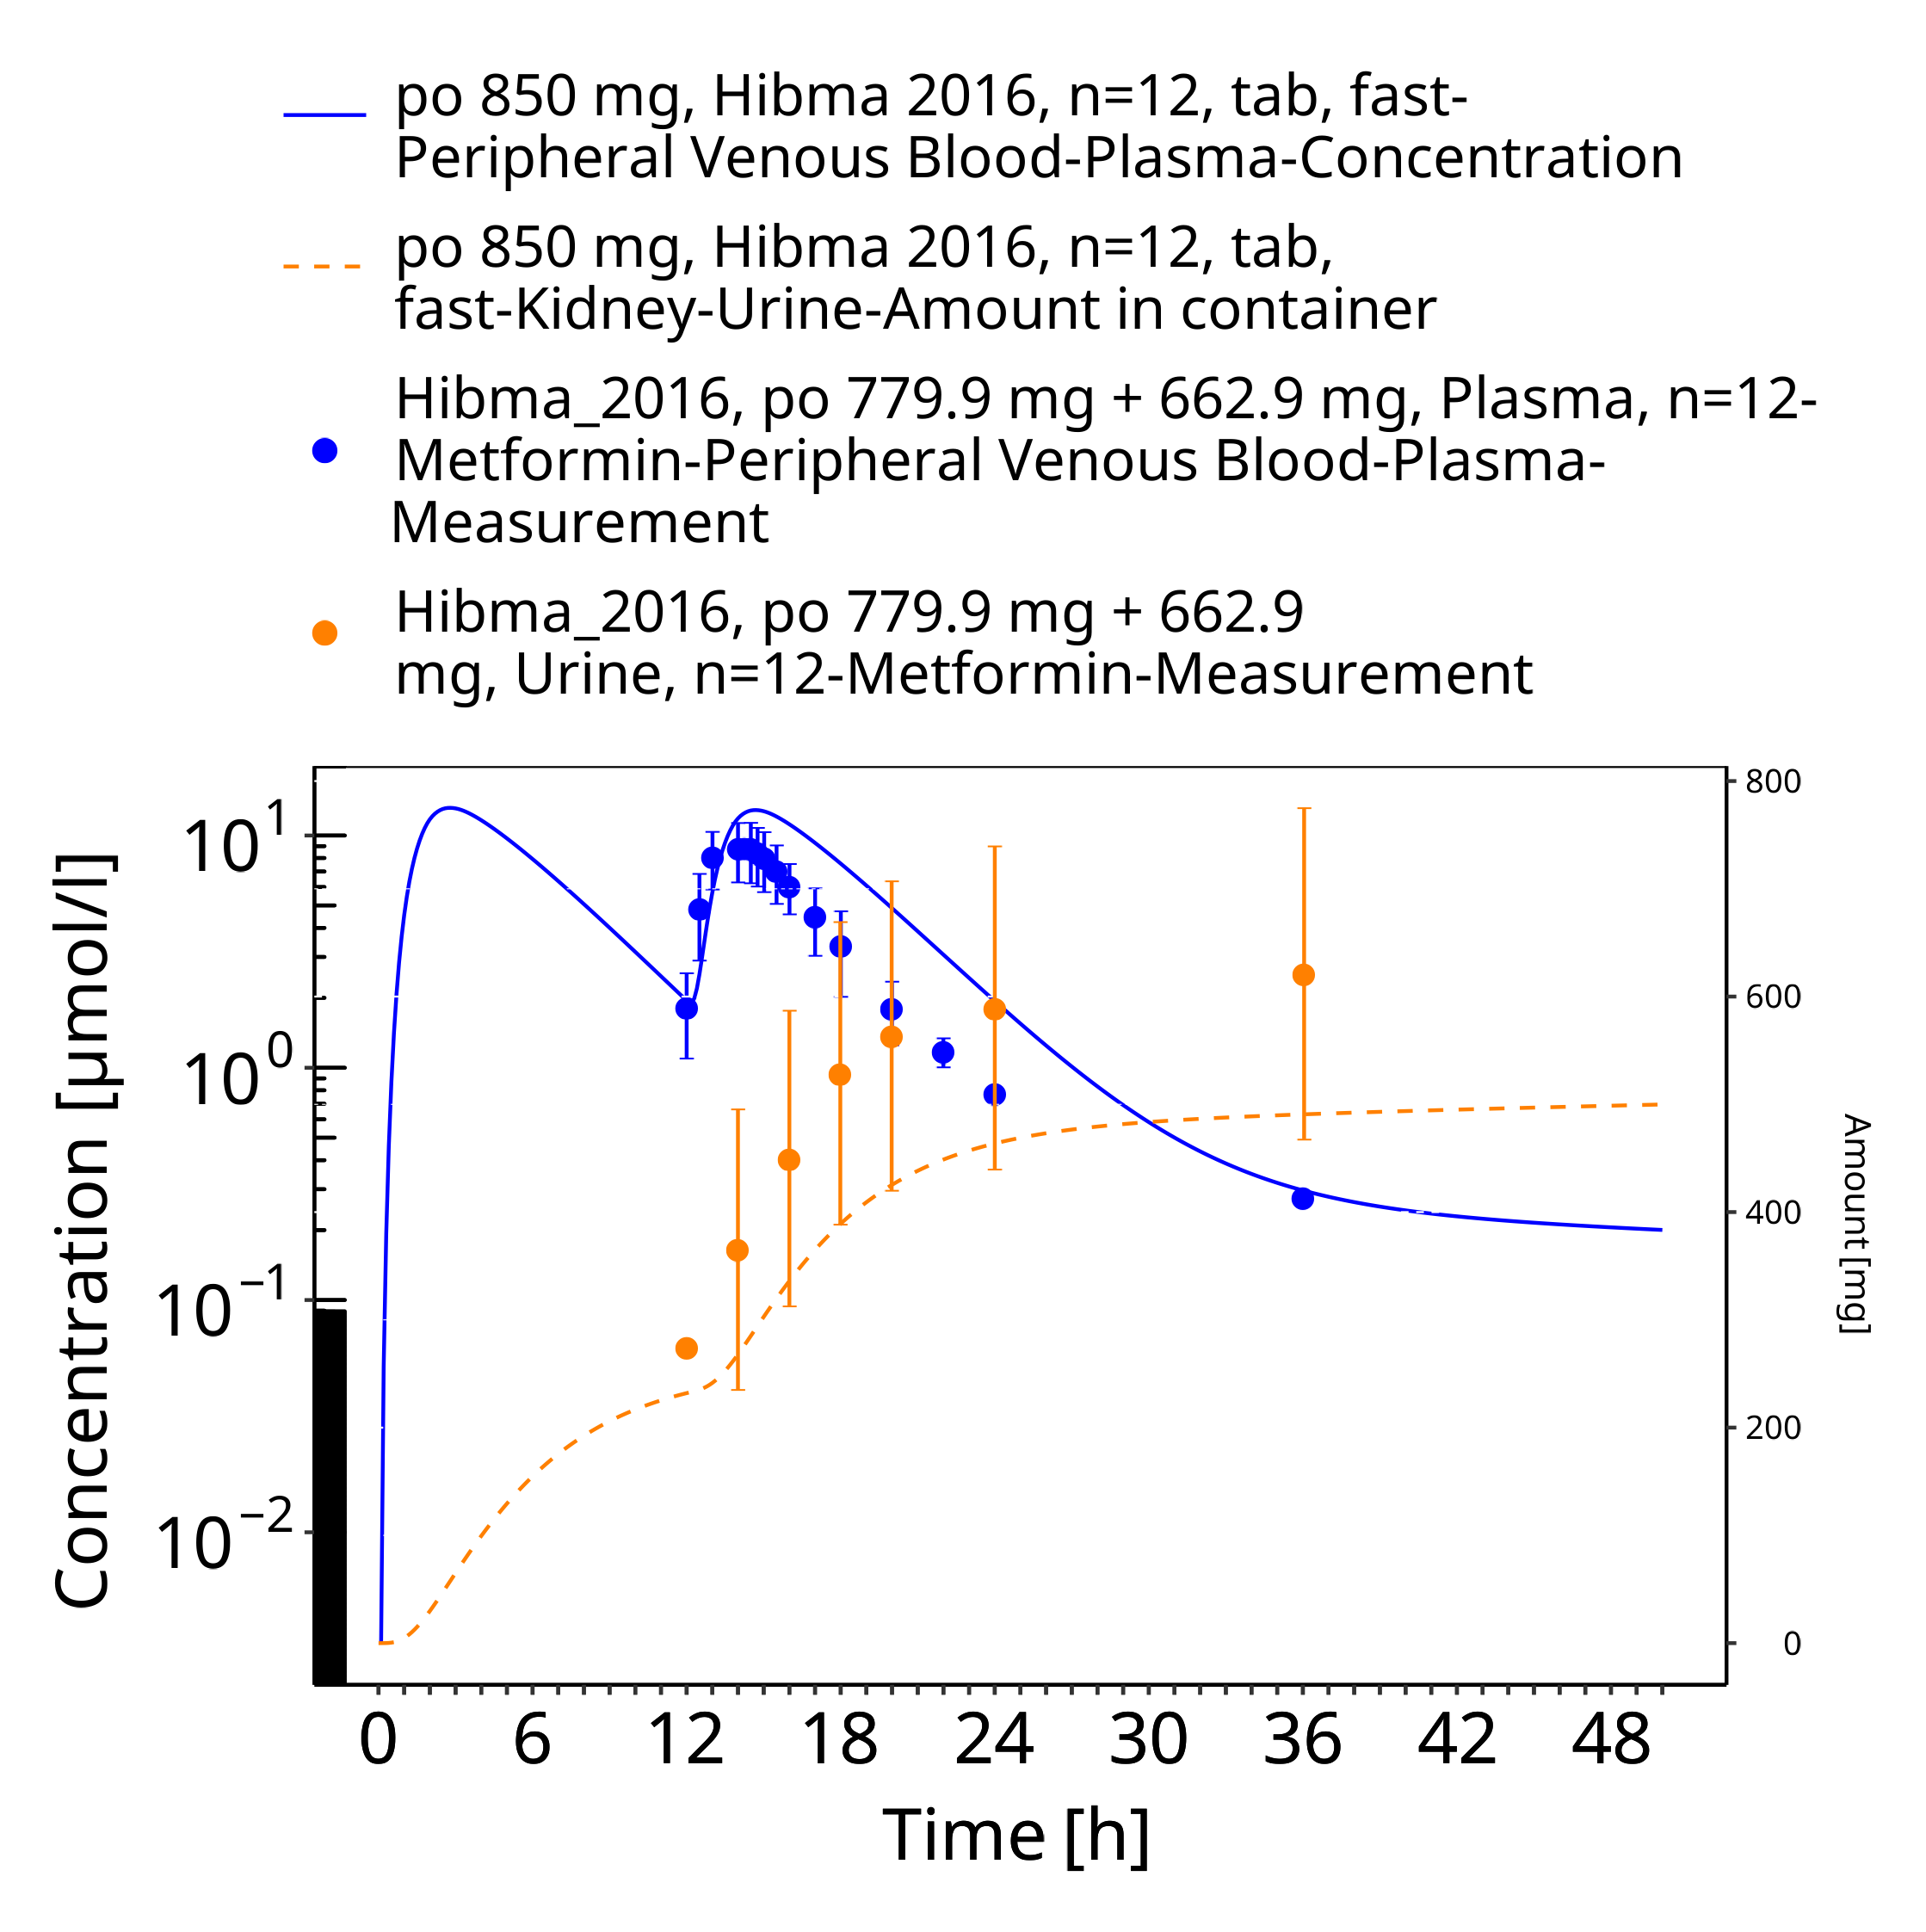 po 850 mg, Hibma 2016, n=12, tab, fast-
Peripheral Venous Blood-Plasma-Concentration
po 850 mg, Hibma 2016, n=12, tab,
fast-Kidney-Urine-Amount in container
Hibma_2016, po 779.9 mg + 662.9 mg, Plasma, n=12-
Metformin-Peripheral Venous Blood-Plasma-
Measurement
Hibma_2016, po 779.9 mg + 662.9
mg, Urine, n=12-Metformin-Measurement
Concentration [µmol/l]
10¹
10⁰
10⁻¹
10⁻²
800
600
400
200
0
Amount [mg]
0 6 12 18 24 30 36 42 48
Time [h]